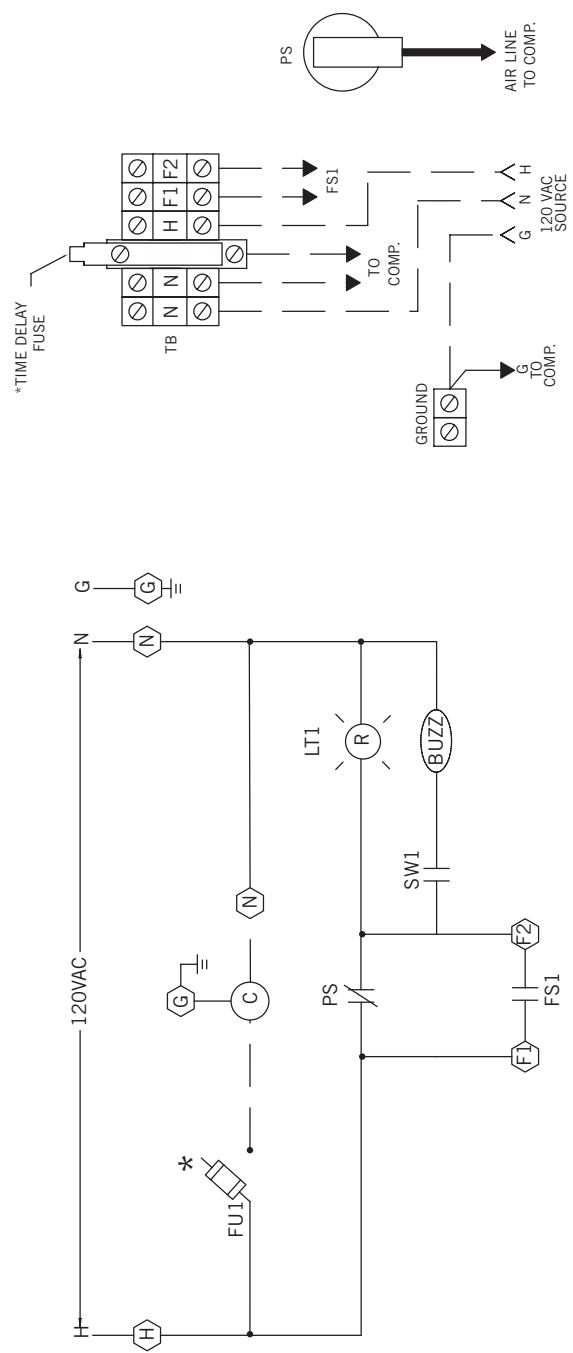 H
120VAC
N
G
H
N
G
G
*
FU1
C
N
LT1
R
PS
SW1
BUZZ
F1
F2
FS1
*TIME DELAY
FUSE
TB
N
N
H
F1
F2
PS
TO
COMP.
FS1
AIR LINE
TO COMP.
GROUND
G
TO
COMP.
G
N
H
120 VAC
SOURCE